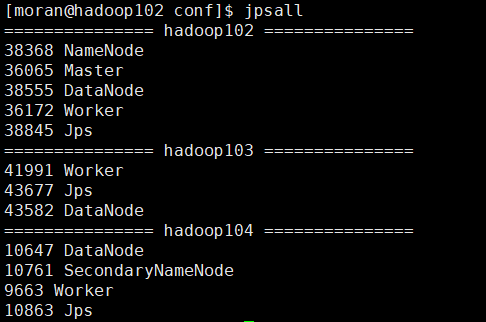 [moran@hadoop102 conf]$ jpsall
=============== hadoop102 ===============
38368 NameNode
36065 Master
38555 DataNode
36172 Worker
38845 Jps
=============== hadoop103 ===============
41991 Worker
43677 Jps
43582 DataNode
=============== hadoop104 ===============
10647 DataNode
10761 SecondaryNameNode
9663 Worker
10863 Jps